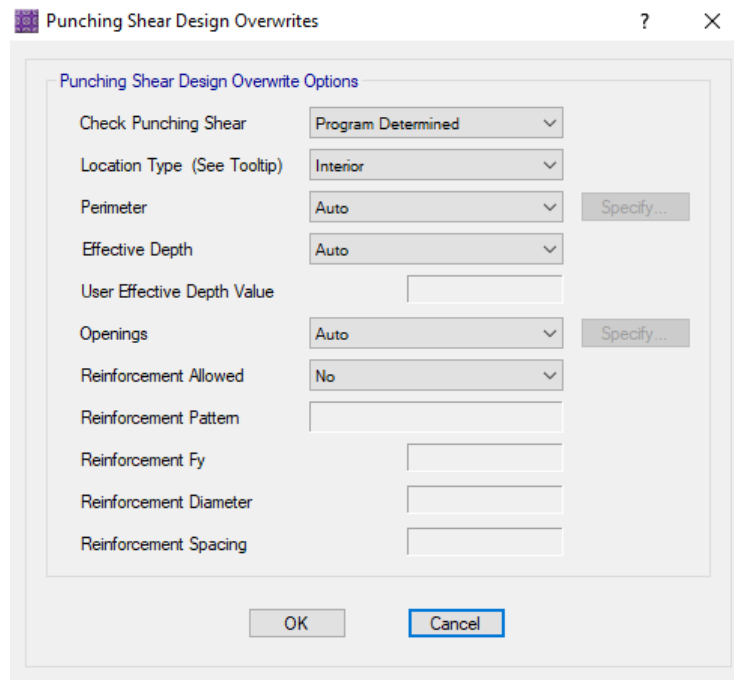 Punching Shear Design Overwrites ?
Punching Shear Design Overwrite Options
Check Punching Shear Program Determined
Location Type (See Tooltip) Interior
Perimeter Auto Specify...
Effective Depth Auto
User Effective Depth Value
Openings Auto Specify...
Reinforcement Allowed No
Reinforcement Pattern
Reinforcement Fy
Reinforcement Diameter
Reinforcement Spacing
OK Cancel